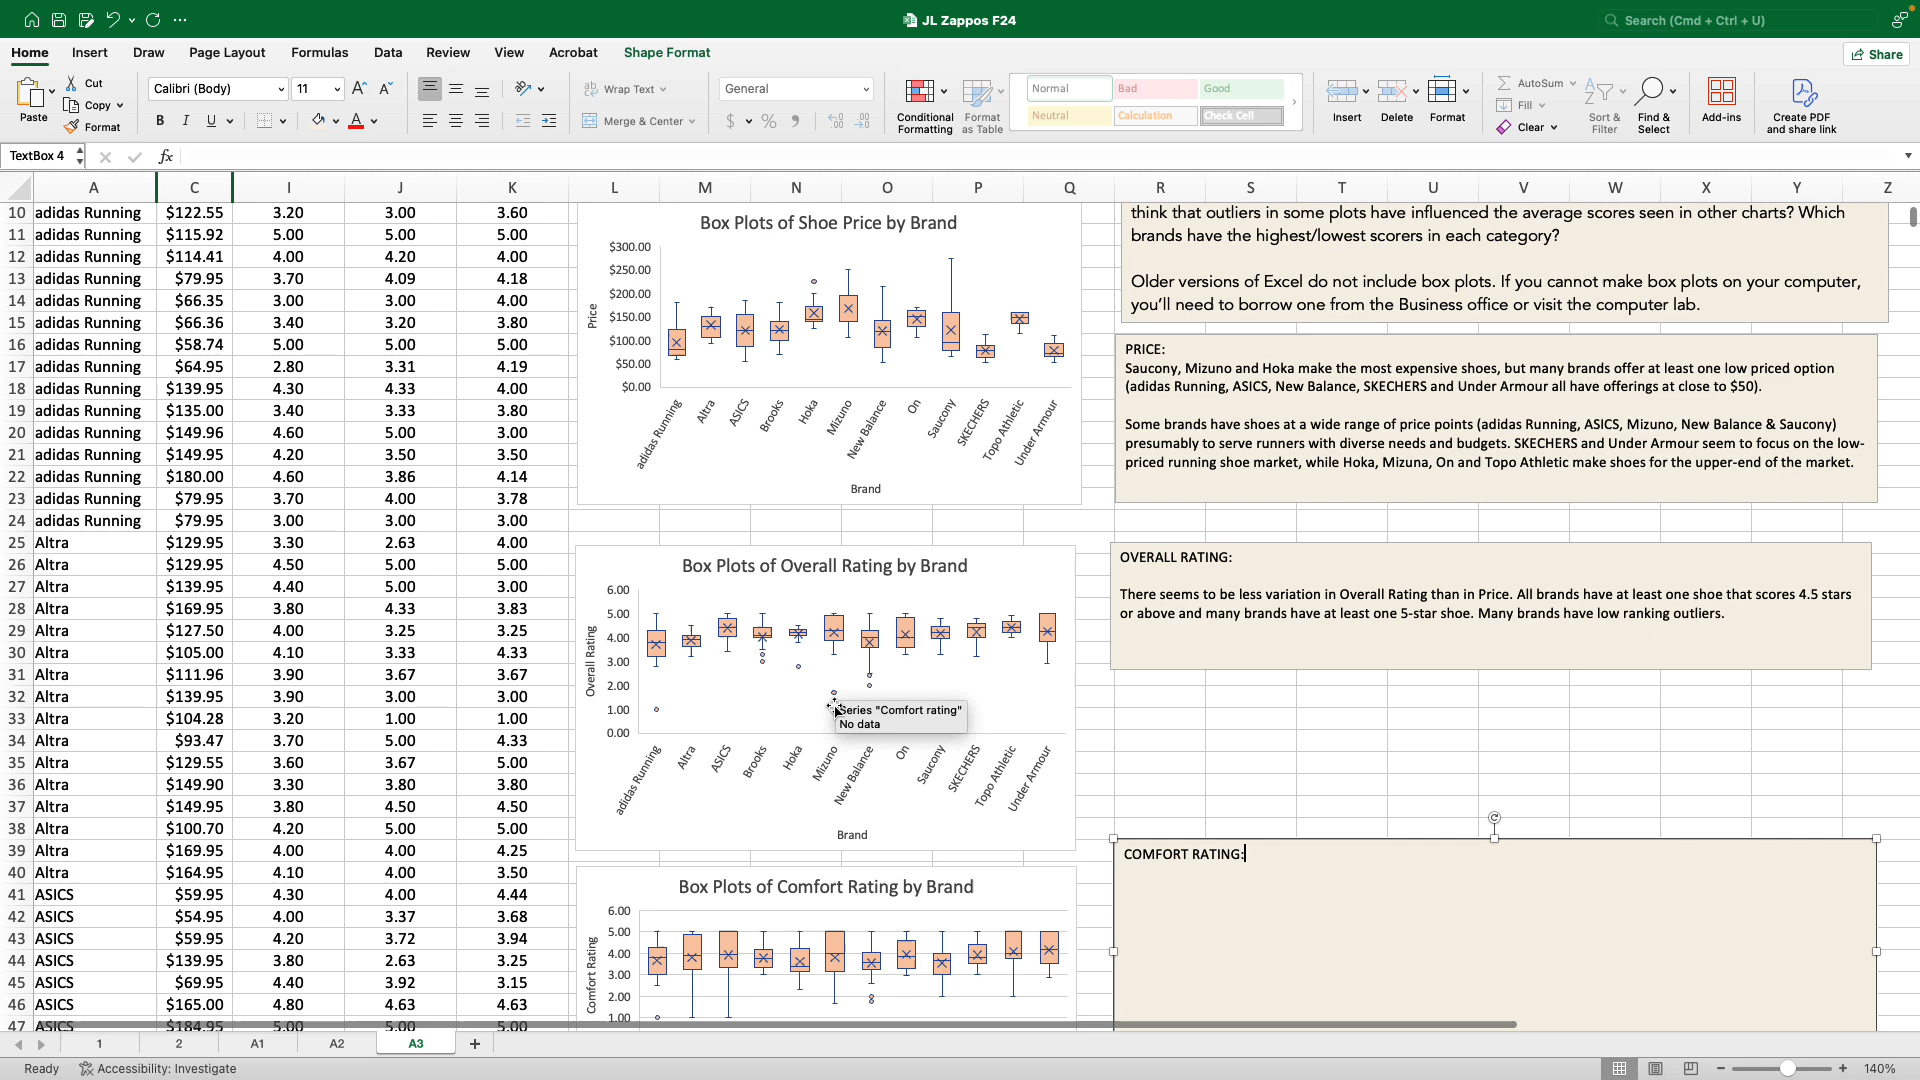 JL Zappos F24
Search (Cmd + Ctrl + U)
Home Insert Draw Page Layout Formulas Data Review View Acrobat Shape Format
Share
Paste
Cut
Copy
Format
Calibri (Body) 11
B I U
Wrap Text
Merge & Center
General
Conditional Formatting
Format as Table
Normal Bad Good
Neutral Calculation Check Cell
Insert Delete Format
AutoSum
Fill
Clear
Sort & Filter
Find & Select
Add-ins
Create PDF and share link
TextBox 4
fx
A C I J K L M N O P Q R S T U V W X Y Z
10 adidas Running $122.55 3.20 3.00 3.60
11 adidas Running $115.92 5.00 5.00 5.00
12 adidas Running $114.41 4.00 4.20 4.00
13 adidas Running $79.95 3.70 4.09 4.18
14 adidas Running $66.35 3.00 3.00 4.00
15 adidas Running $66.36 3.40 3.20 3.80
16 adidas Running $58.74 5.00 5.00 5.00
17 adidas Running $64.95 2.80 3.31 4.19
18 adidas Running $139.95 4.30 4.33 4.00
19 adidas Running $135.00 3.40 3.33 3.80
20 adidas Running $149.96 4.60 5.00 3.00
21 adidas Running $149.95 4.20 3.50 3.50
22 adidas Running $180.00 4.60 3.86 4.14
23 adidas Running $79.95 3.70 4.00 3.78
24 adidas Running $79.95 3.00 3.00 3.00
25 Altra $129.95 3.30 2.63 4.00
26 Altra $129.95 4.50 5.00 5.00
27 Altra $139.95 4.40 5.00 3.00
28 Altra $169.95 3.80 4.33 3.83
29 Altra $127.50 4.00 3.25 3.25
30 Altra $105.00 4.10 3.33 4.33
31 Altra $111.96 3.90 3.67 3.67
32 Altra $139.95 3.90 3.00 3.00
33 Altra $104.28 3.20 1.00 1.00
34 Altra $93.47 3.70 5.00 4.33
35 Altra $129.55 3.60 3.67 5.00
36 Altra $149.90 3.30 3.80 3.80
37 Altra $149.95 3.80 4.50 4.50
38 Altra $100.70 4.20 5.00 5.00
39 Altra $169.95 4.00 4.00 4.25
40 Altra $164.95 4.10 4.00 3.50
41 ASICS $59.95 4.30 4.00 4.44
42 ASICS $54.95 4.00 3.37 3.68
43 ASICS $59.95 4.20 3.72 3.94
44 ASICS $139.95 3.80 2.63 3.25
45 ASICS $69.95 4.40 3.92 3.15
46 ASICS $165.00 4.80 4.63 4.63
47 ASICS $184.95 5.00 5.00 5.00
Box Plots of Shoe Price by Brand
$300.00
$250.00
$200.00
$150.00
$100.00
$50.00
$0.00
Price
adidas Running Altra ASICS Brooks Hoka Mizuno New Balance On Saucony SKECHERS Topo Athletic Under Armour
Brand
Box Plots of Overall Rating by Brand
6.00
5.00
4.00
3.00
2.00
1.00
0.00
Overall Rating
Series "Comfort rating"
No data
adidas Running Altra ASICS Brooks Hoka Mizuno New Balance On Saucony SKECHERS Topo Athletic Under Armour
Brand
Box Plots of Comfort Rating by Brand
6.00
5.00
4.00
3.00
2.00
1.00
Comfort Rating
think that outliers in some plots have influenced the average scores seen in other charts? Which
brands have the highest/lowest scorers in each category?
Older versions of Excel do not include box plots. If you cannot make box plots on your computer,
you'll need to borrow one from the Business office or visit the computer lab.
PRICE:
Saucony, Mizuno and Hoka make the most expensive shoes, but many brands offer at least one low priced option
(adidas Running, ASICS, New Balance, SKECHERS and Under Armour all have offerings at close to $50).
Some brands have shoes at a wide range of price points (adidas Running, ASICS, Mizuno, New Balance & Saucony)
presumably to serve runners with diverse needs and budgets. SKECHERS and Under Armour seem to focus on the low-
priced running shoe market, while Hoka, Mizuna, On and Topo Athletic make shoes for the upper-end of the market.
OVERALL RATING:
There seems to be less variation in Overall Rating than in Price. All brands have at least one shoe that scores 4.5 stars
or above and many brands have at least one 5-star shoe. Many brands have low ranking outliers.
COMFORT RATING:
1 2 A1 A2 A3
Ready
Accessibility: Investigate
140%